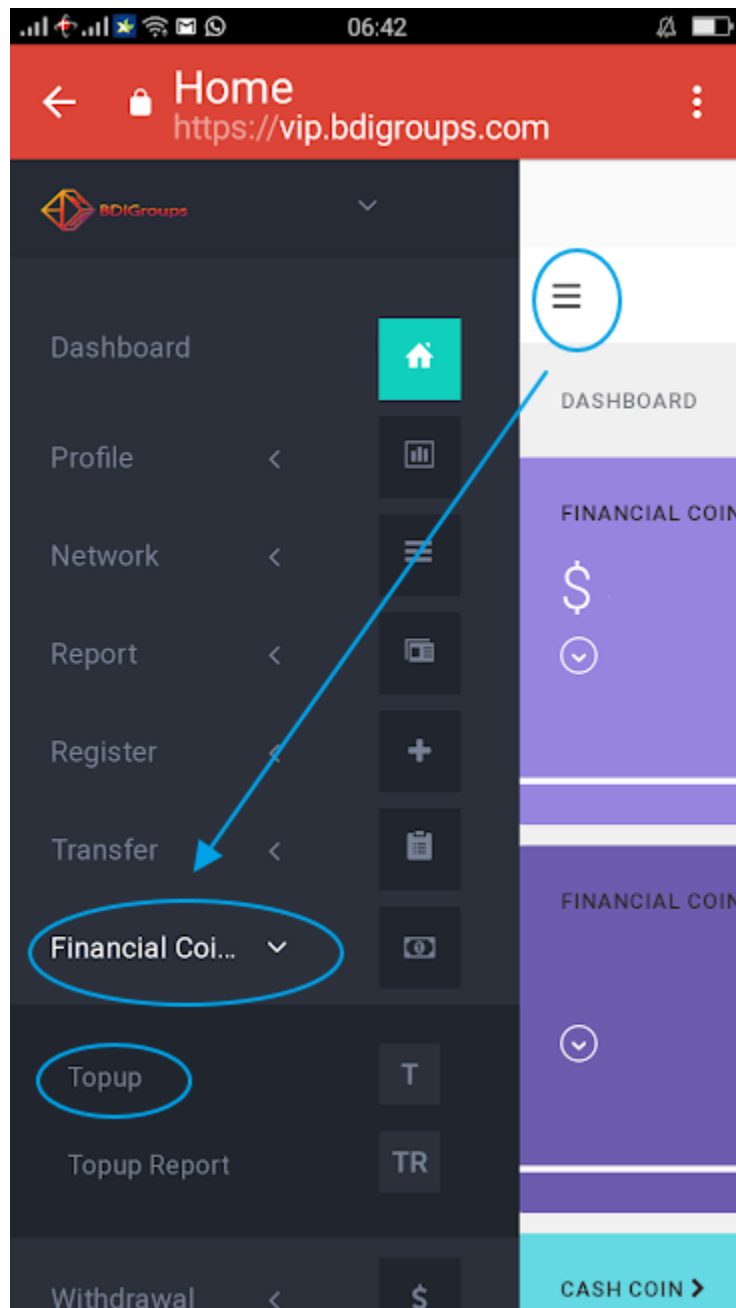 06:42
Home
https://vip.bdigroups.com
BDIGroups
Dashboard
Profile
Network
Report
Register
Transfer
Financial Coi...
Topup
T
Topup Report
TR
Withdrawal
$
DASHBOARD
FINANCIAL COIN
$
FINANCIAL COIN
CASH COIN